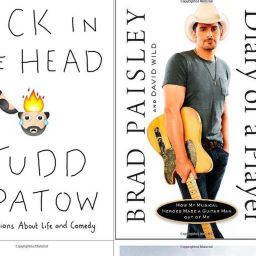 CK IN
E HEAD
UDD
PATOW
ions About Life and Comedy
BRAD PAISLEY
AND DAVID WILD
Diary of a Player
HOW MY MUSICAL
HEROES MADE A GUITAR MAN
OUT OF ME